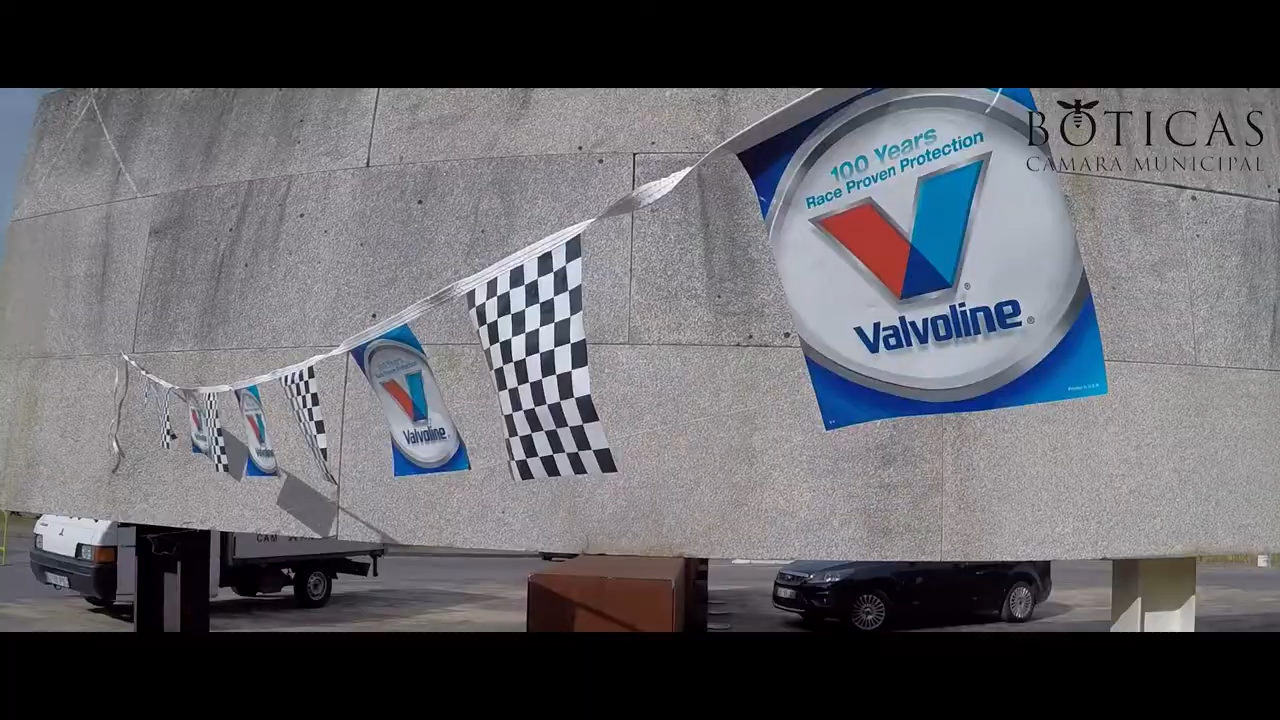 BOTICAS
CAMARA MUNICIPAL
100 Years
Race Proven Protection
Valvoline®
Valvoline